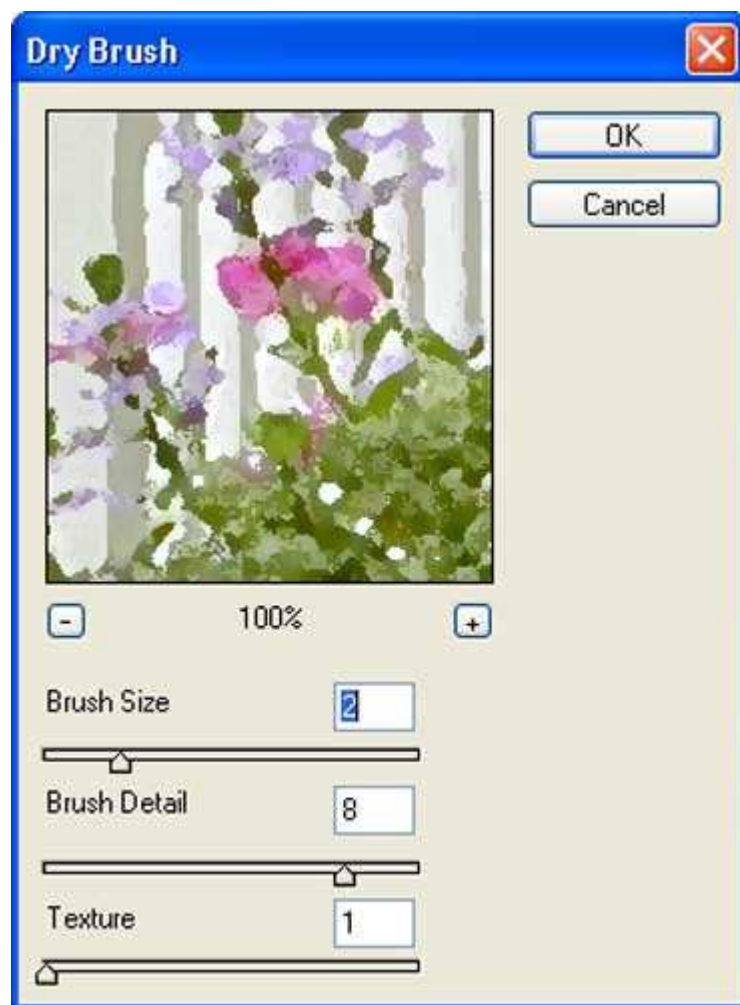 Dry Brush
OK
Cancel
- 100% +
Brush Size 2
Brush Detail 8
Texture 1